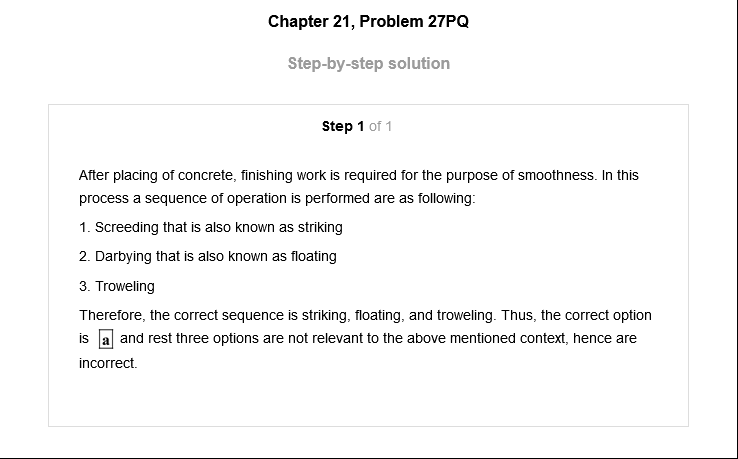 Chapter 21, Problem 27PQ
Step-by-step solution
Step 1 of 1
After placing of concrete, finishing work is required for the purpose of smoothness. In this
process a sequence of operation is performed are as following:
1. Screeding that is also known as striking
2. Darbying that is also known as floating
3. Troweling
Therefore, the correct sequence is striking, floating, and troweling. Thus, the correct option
is a and rest three options are not relevant to the above mentioned context, hence are
incorrect.